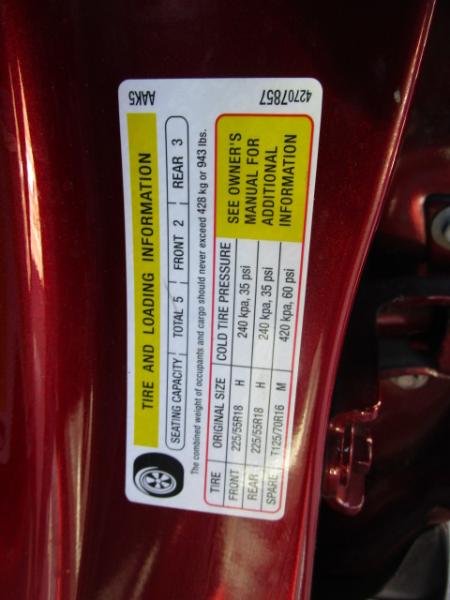 AAK5
42707857
TIRE AND LOADING INFORMATION
SEATING CAPACITY TOTAL 5 FRONT 2 REAR 3
The combined weight of occupants and cargo should never exceed 428 kg or 943 lbs.
TIRE ORIGINAL SIZE COLD TIRE PRESSURE
FRONT 225/55R18 H 240 kpa, 35 psi
REAR 225/55R18 H 240 kpa, 35 psi
SPARE T125/70R16 M 420 kpa, 60 psi
SEE OWNER'S
MANUAL FOR
ADDITIONAL
INFORMATION